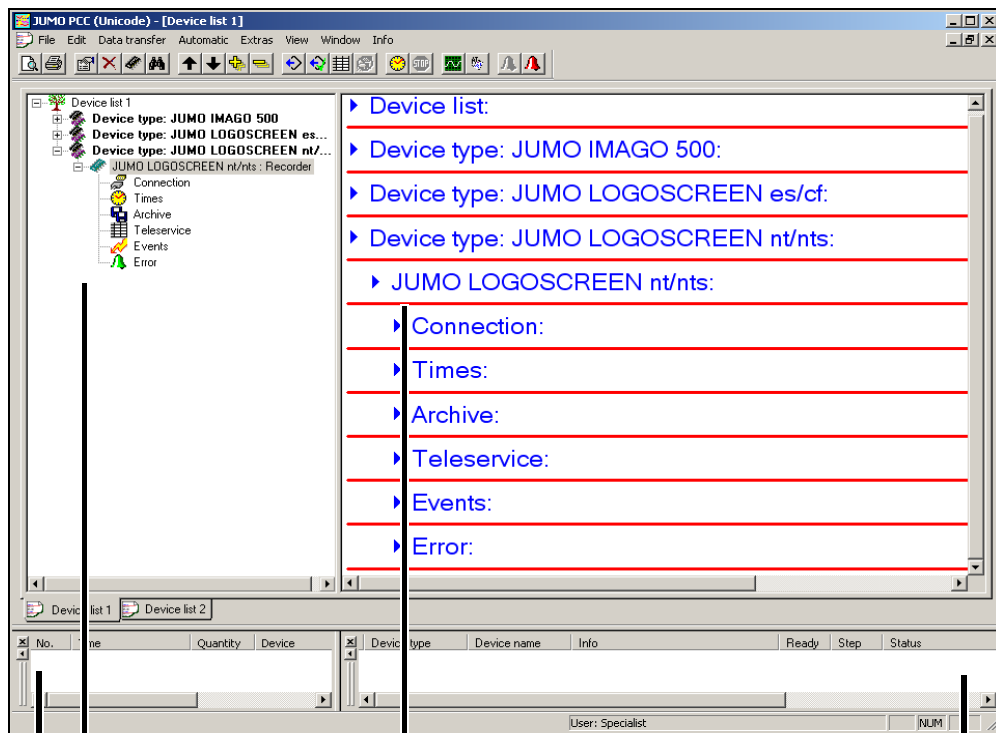 JUMO PCC (Unicode) - [Device list 1]
File Edit Data transfer Automatic Extras View Window Info
STOP
Device list 1
Device type: JUMO IMAGO 500
Device type: JUMO LOGOSCREEN es...
Device type: JUMO LOGOSCREEN nt/...
JUMO LOGOSCREEN nt/nts : Recorder
Connection
Times
Archive
Teleservice
Events
Error
Device list:
Device type: JUMO IMAGO 500:
Device type: JUMO LOGOSCREEN es/cf:
Device type: JUMO LOGOSCREEN nt/nts:
JUMO LOGOSCREEN nt/nts:
Connection:
Times:
Archive:
Teleservice:
Events:
Error:
Device list 1 Device list 2
No. Time Quantity Device
Device type Device name Info Ready Step Status
User: Specialist NUM